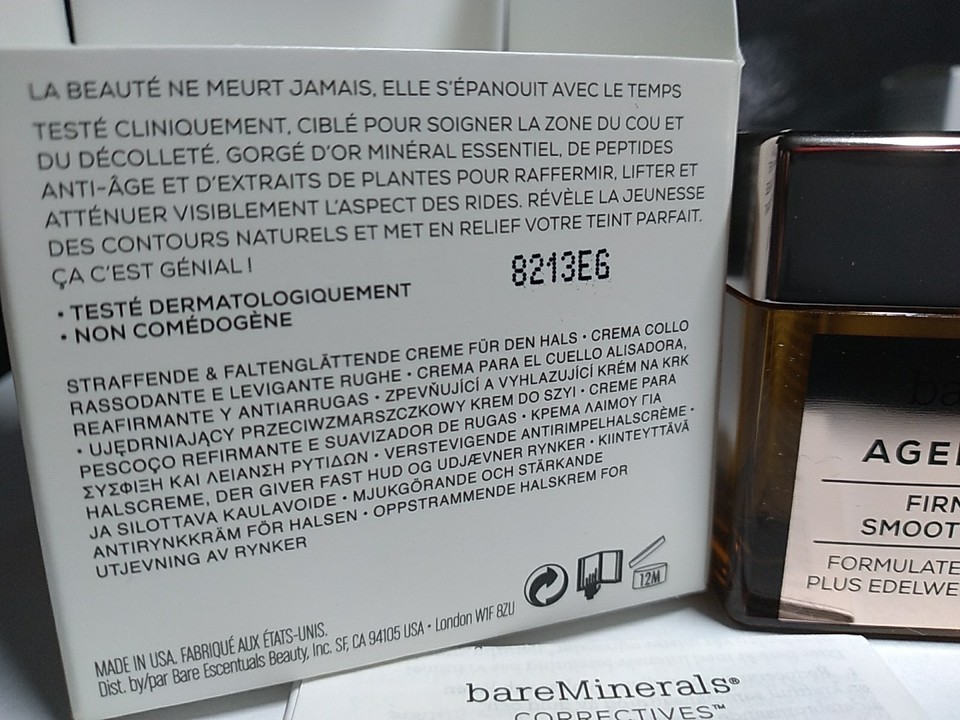 LA BEAUTÉ NE MEURT JAMAIS, ELLE S'ÉPANOUIT AVEC LE TEMPS
TESTÉ CLINIQUEMENT, CIBLÉ POUR SOIGNER LA ZONE DU COU ET
DU DÉCOLLETÉ. GORGÉ D'OR MINÉRAL ESSENTIEL, DE PEPTIDES
ANTI-ÂGE ET D'EXTRAITS DE PLANTES POUR RAFFERMIR, LIFTER ET
ATTÉNUER VISIBLEMENT L'ASPECT DES RIDES. RÉVÈLE LA JEUNESSE
DES CONTOURS NATURELS ET MET EN RELIEF VOTRE TEINT PARFAIT.
ÇA C'EST GÉNIAL !
8213E6
• TESTÉ DERMATOLOGIQUEMENT
• NON COMÉDOGÈNE
STRAFFENDE & FALTENGLÄTTENDE CREME FÜR DEN HALS • CREMA COLLO
RASSODANTE E LEVIGANTE RUGHE • CREMA PARA EL CUELLO ALISADORA,
REAFIRMANTE Y ANTIARRUGAS • ZPEVŇUJÍCÍ A VYHLAZUJÍCÍ KRÉM NA KRK
• UJĘDRNIAJĄCY PRZECIWZMARSZCZKOWY KREM DO SZYI • CREME PARA
PESCOÇO REFIRMANTE E SUAVIZADOR DE RUGAS • ΚΡΕΜΑ ΛΑΙΜΟΥ ΓΙΑ
ΣΥΣΦΙΞΗ ΚΑΙ ΛΕΙΑΝΣΗ ΡΥΤΙΔΩΝ • VERSTEVIGENDE ANTIRIMPELHALSCRÈME •
HALSCREME, DER GIVER FAST HUD OG UDJÆVNER RYNKER • KIINTEYTTÄVÄ
JA SILOTTAVA KAULAVOIDE • MJUKGÖRANDE OCH STÄRKANDE
ANTIRYNKKRÄM FÖR HALSEN • OPPSTRAMMENDE HALSKREM FOR
UTJEVNING AV RYNKER
12M
MADE IN USA. FABRIQUÉ AUX ÉTATS-UNIS.
Dist. by/par Bare Escentuals Beauty, Inc. SF, CA 94105 USA • London W1F 8ZU
AGE
FIRM
SMOOT
FORMULATE
PLUS EDELWE
bareMinerals®
CORRECTIVES™